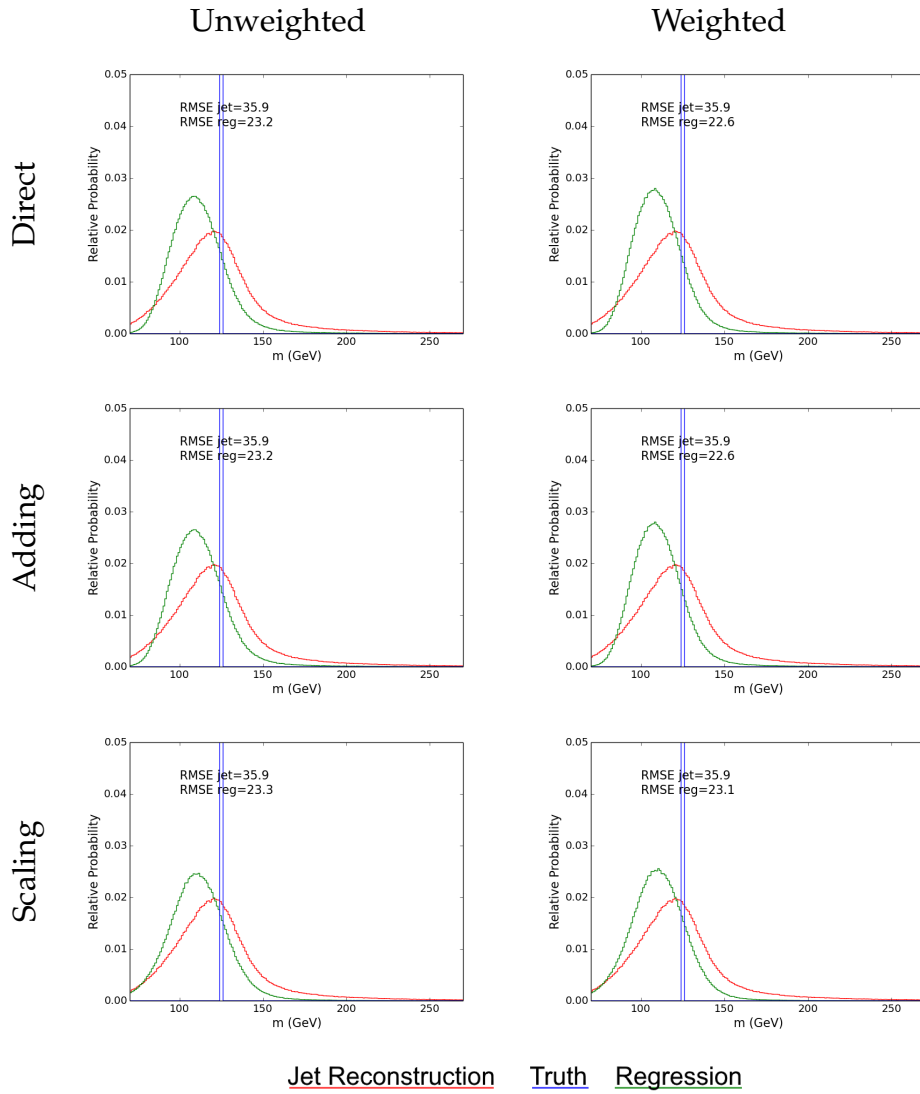 Unweighted
Weighted
Direct
0.05
0.04
0.03
0.02
0.01
0.00
Relative Probability
RMSE jet=35.9
RMSE reg=23.2
100
150
200
250
m (GeV)
0.05
0.04
0.03
0.02
0.01
0.00
Relative Probability
RMSE jet=35.9
RMSE reg=22.6
100
150
200
250
m (GeV)
Adding
0.05
0.04
0.03
0.02
0.01
0.00
Relative Probability
RMSE jet=35.9
RMSE reg=23.2
100
150
200
250
m (GeV)
0.05
0.04
0.03
0.02
0.01
0.00
Relative Probability
RMSE jet=35.9
RMSE reg=22.6
100
150
200
250
m (GeV)
Scaling
0.05
0.04
0.03
0.02
0.01
0.00
Relative Probability
RMSE jet=35.9
RMSE reg=23.3
100
150
200
250
m (GeV)
0.05
0.04
0.03
0.02
0.01
0.00
Relative Probability
RMSE jet=35.9
RMSE reg=23.1
100
150
200
250
m (GeV)
Jet Reconstruction Truth Regression